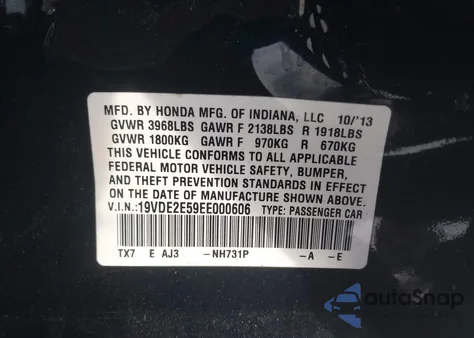 MFD. BY HONDA MFG. OF INDIANA, LLC 10/'13
GVWR 3968LBS GAWR F 2138LBS R 1918LBS
GVWR 1800KG GAWR F 970KG R 670KG
THIS VEHICLE CONFORMS TO ALL APPLICABLE
FEDERAL MOTOR VEHICLE SAFETY, BUMPER,
AND THEFT PREVENTION STANDARDS IN EFFECT
ON THE DATE OF MANUFACTURE SHOWN ABOVE.
V.I.N.:19VDE2E59EE000606 TYPE: PASSENGER CAR
TX7 E AJ3 -NH731P -A -E
autoSnap